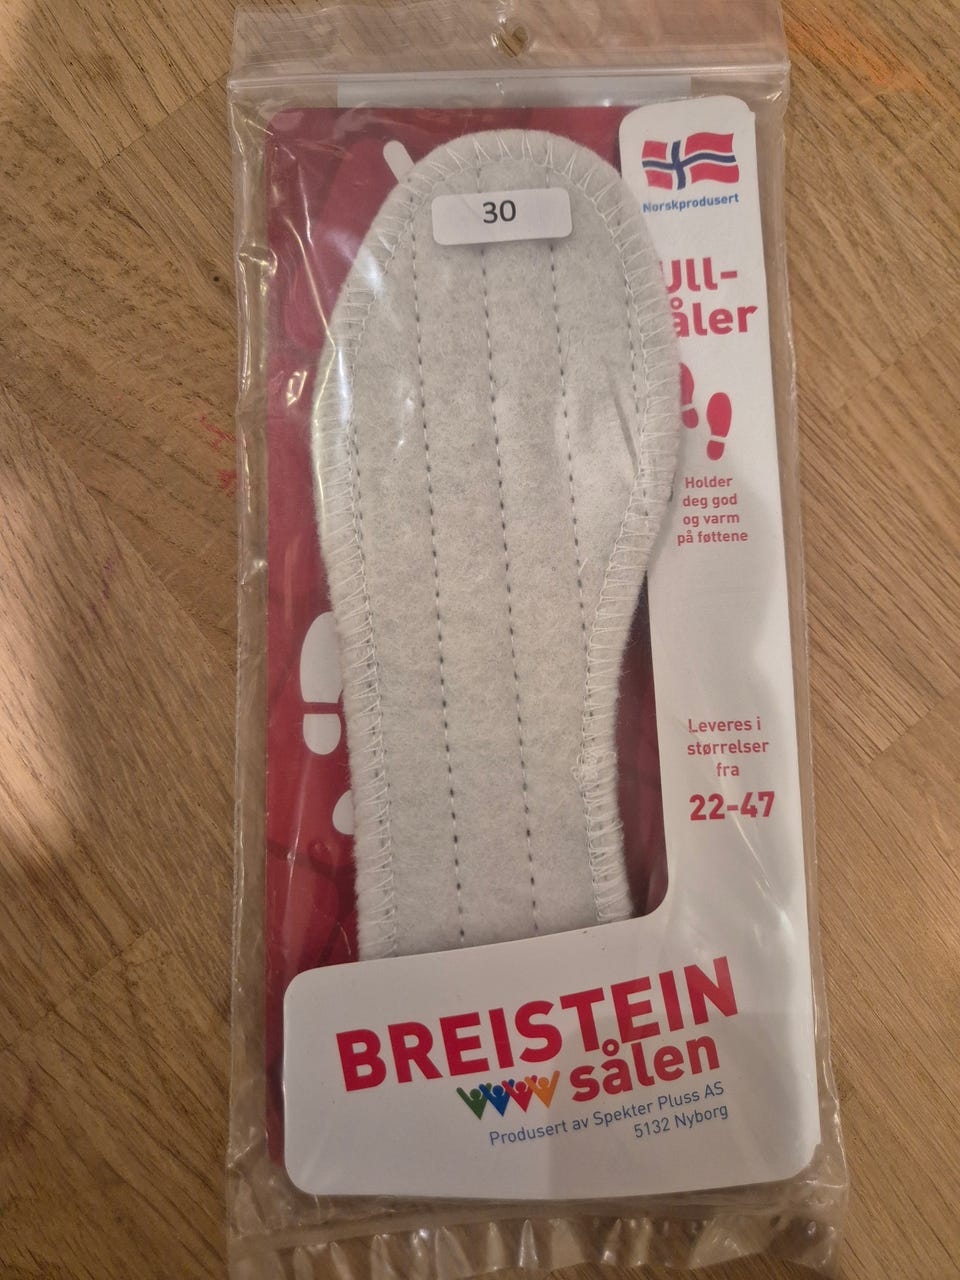 30
Norskprodusert
ull-
såler
Holder
deg god
og varm
på føttene
Leveres i
størrelser
fra
22-47
BREISTEIN
sålen
Produsert av Spekter Pluss AS
5132 Nyborg